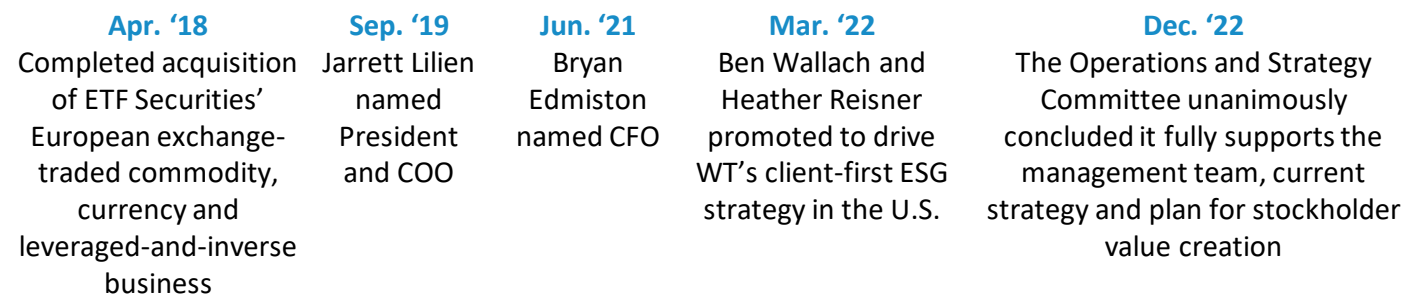 Apr. ‘18
Completed acquisition
of ETF Securities’
European exchange-
traded commodity,
currency and
leveraged-and-inverse
business
Sep. ‘19
Jarrett Lilien
named
President
and COO
Jun. ‘21
Bryan
Edmiston
named CFO
Mar. ‘22
Ben Wallach and
Heather Reisner
promoted to drive
WT’s client-first ESG
strategy in the U.S.
Dec. ‘22
The Operations and Strategy
Committee unanimously
concluded it fully supports the
management team, current
strategy and plan for stockholder
value creation